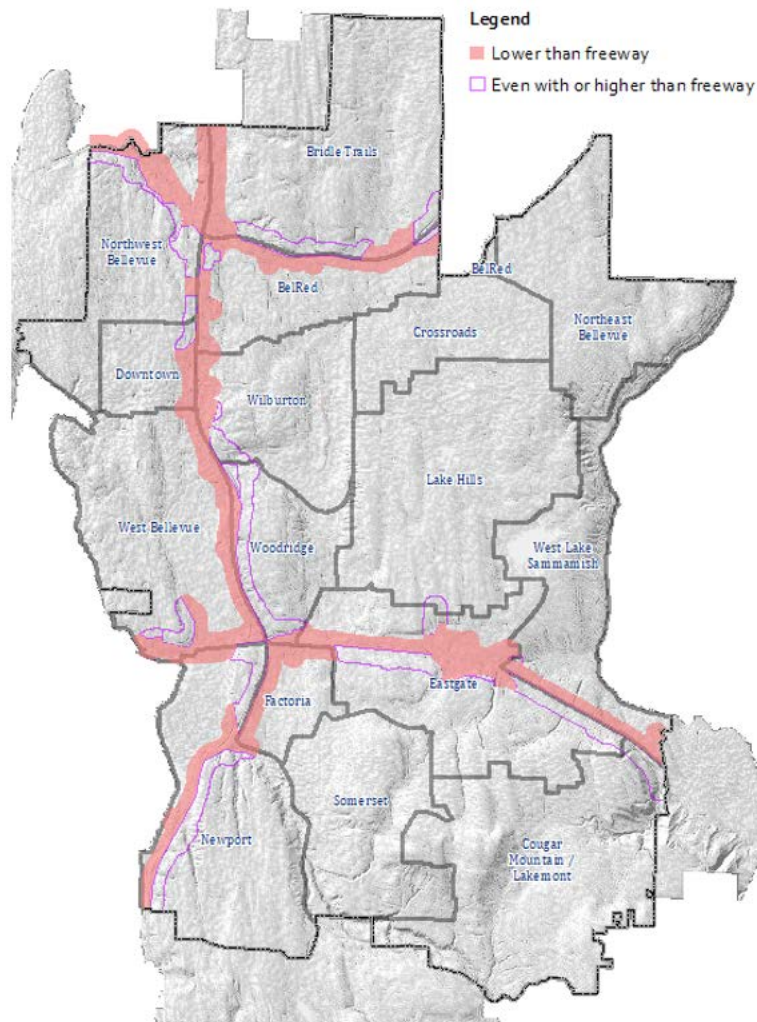 Legend
Lower than freeway
Even with or higher than freeway
Bridle Trails
Northwest
Bellevue
BelRed
BelRed
Crossroads
Northeast
Bellevue
Downtown
Wilburton
Lake Hills
West Bellevue
Woodridge
West Lake
Sammamish
Eastgate
Factoria
Somerset
Newport
Cougar
Mountain /
Lakemont